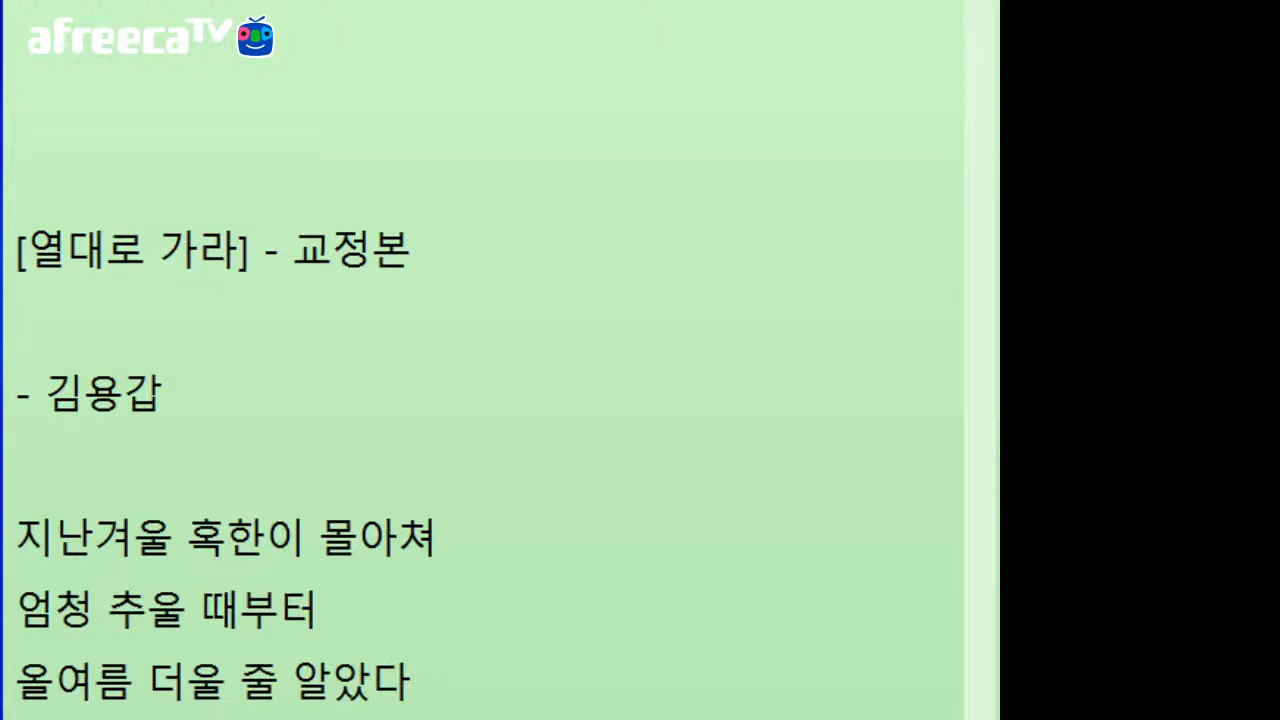 afreecaTV
[열대로 가라] - 교정본
- 김용갑
지난겨울 혹한이 몰아쳐
엄청 추울 때부터
올여름 더울 줄 알았다